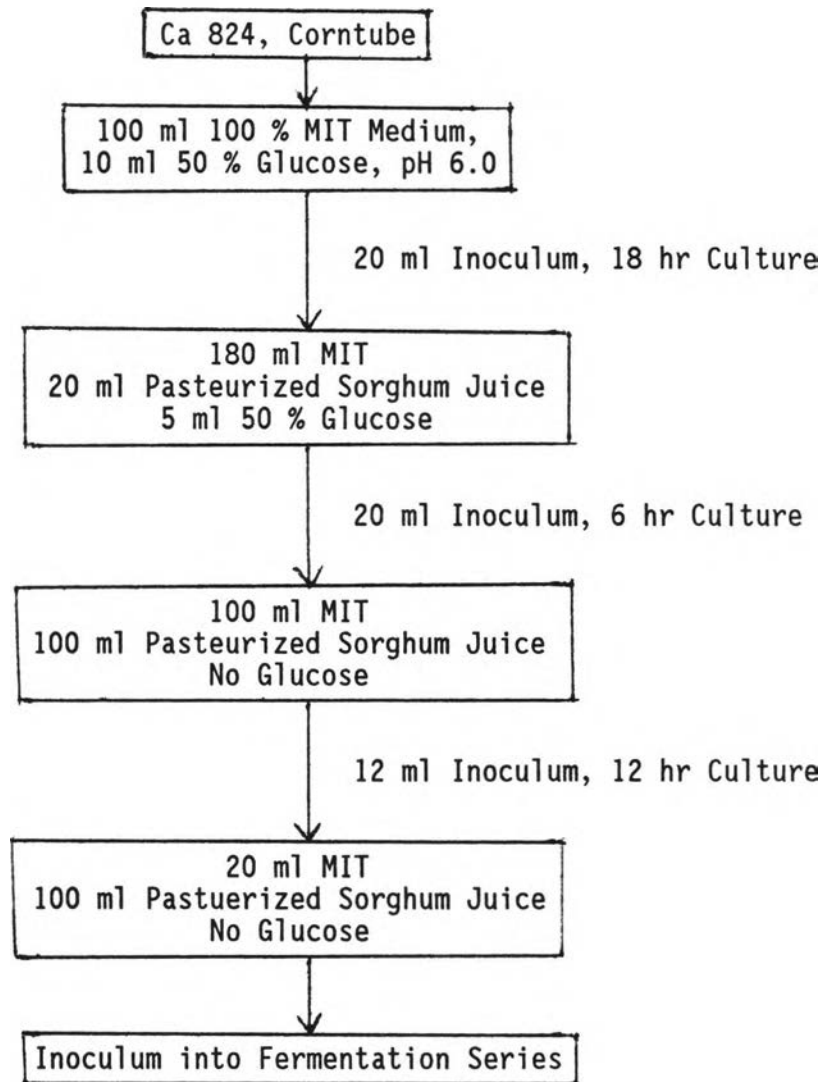 Ca 824, Corntube
100 ml 100 % MIT Medium,
10 ml 50 % Glucose, pH 6.0
20 ml Inoculum, 18 hr Culture
180 ml MIT
20 ml Pasteurized Sorghum Juice
5 ml 50 % Glucose
20 ml Inoculum, 6 hr Culture
100 ml MIT
100 ml Pasteurized Sorghum Juice
No Glucose
12 ml Inoculum, 12 hr Culture
20 ml MIT
100 ml Pastuerized Sorghum Juice
No Glucose
Inoculum into Fermentation Series